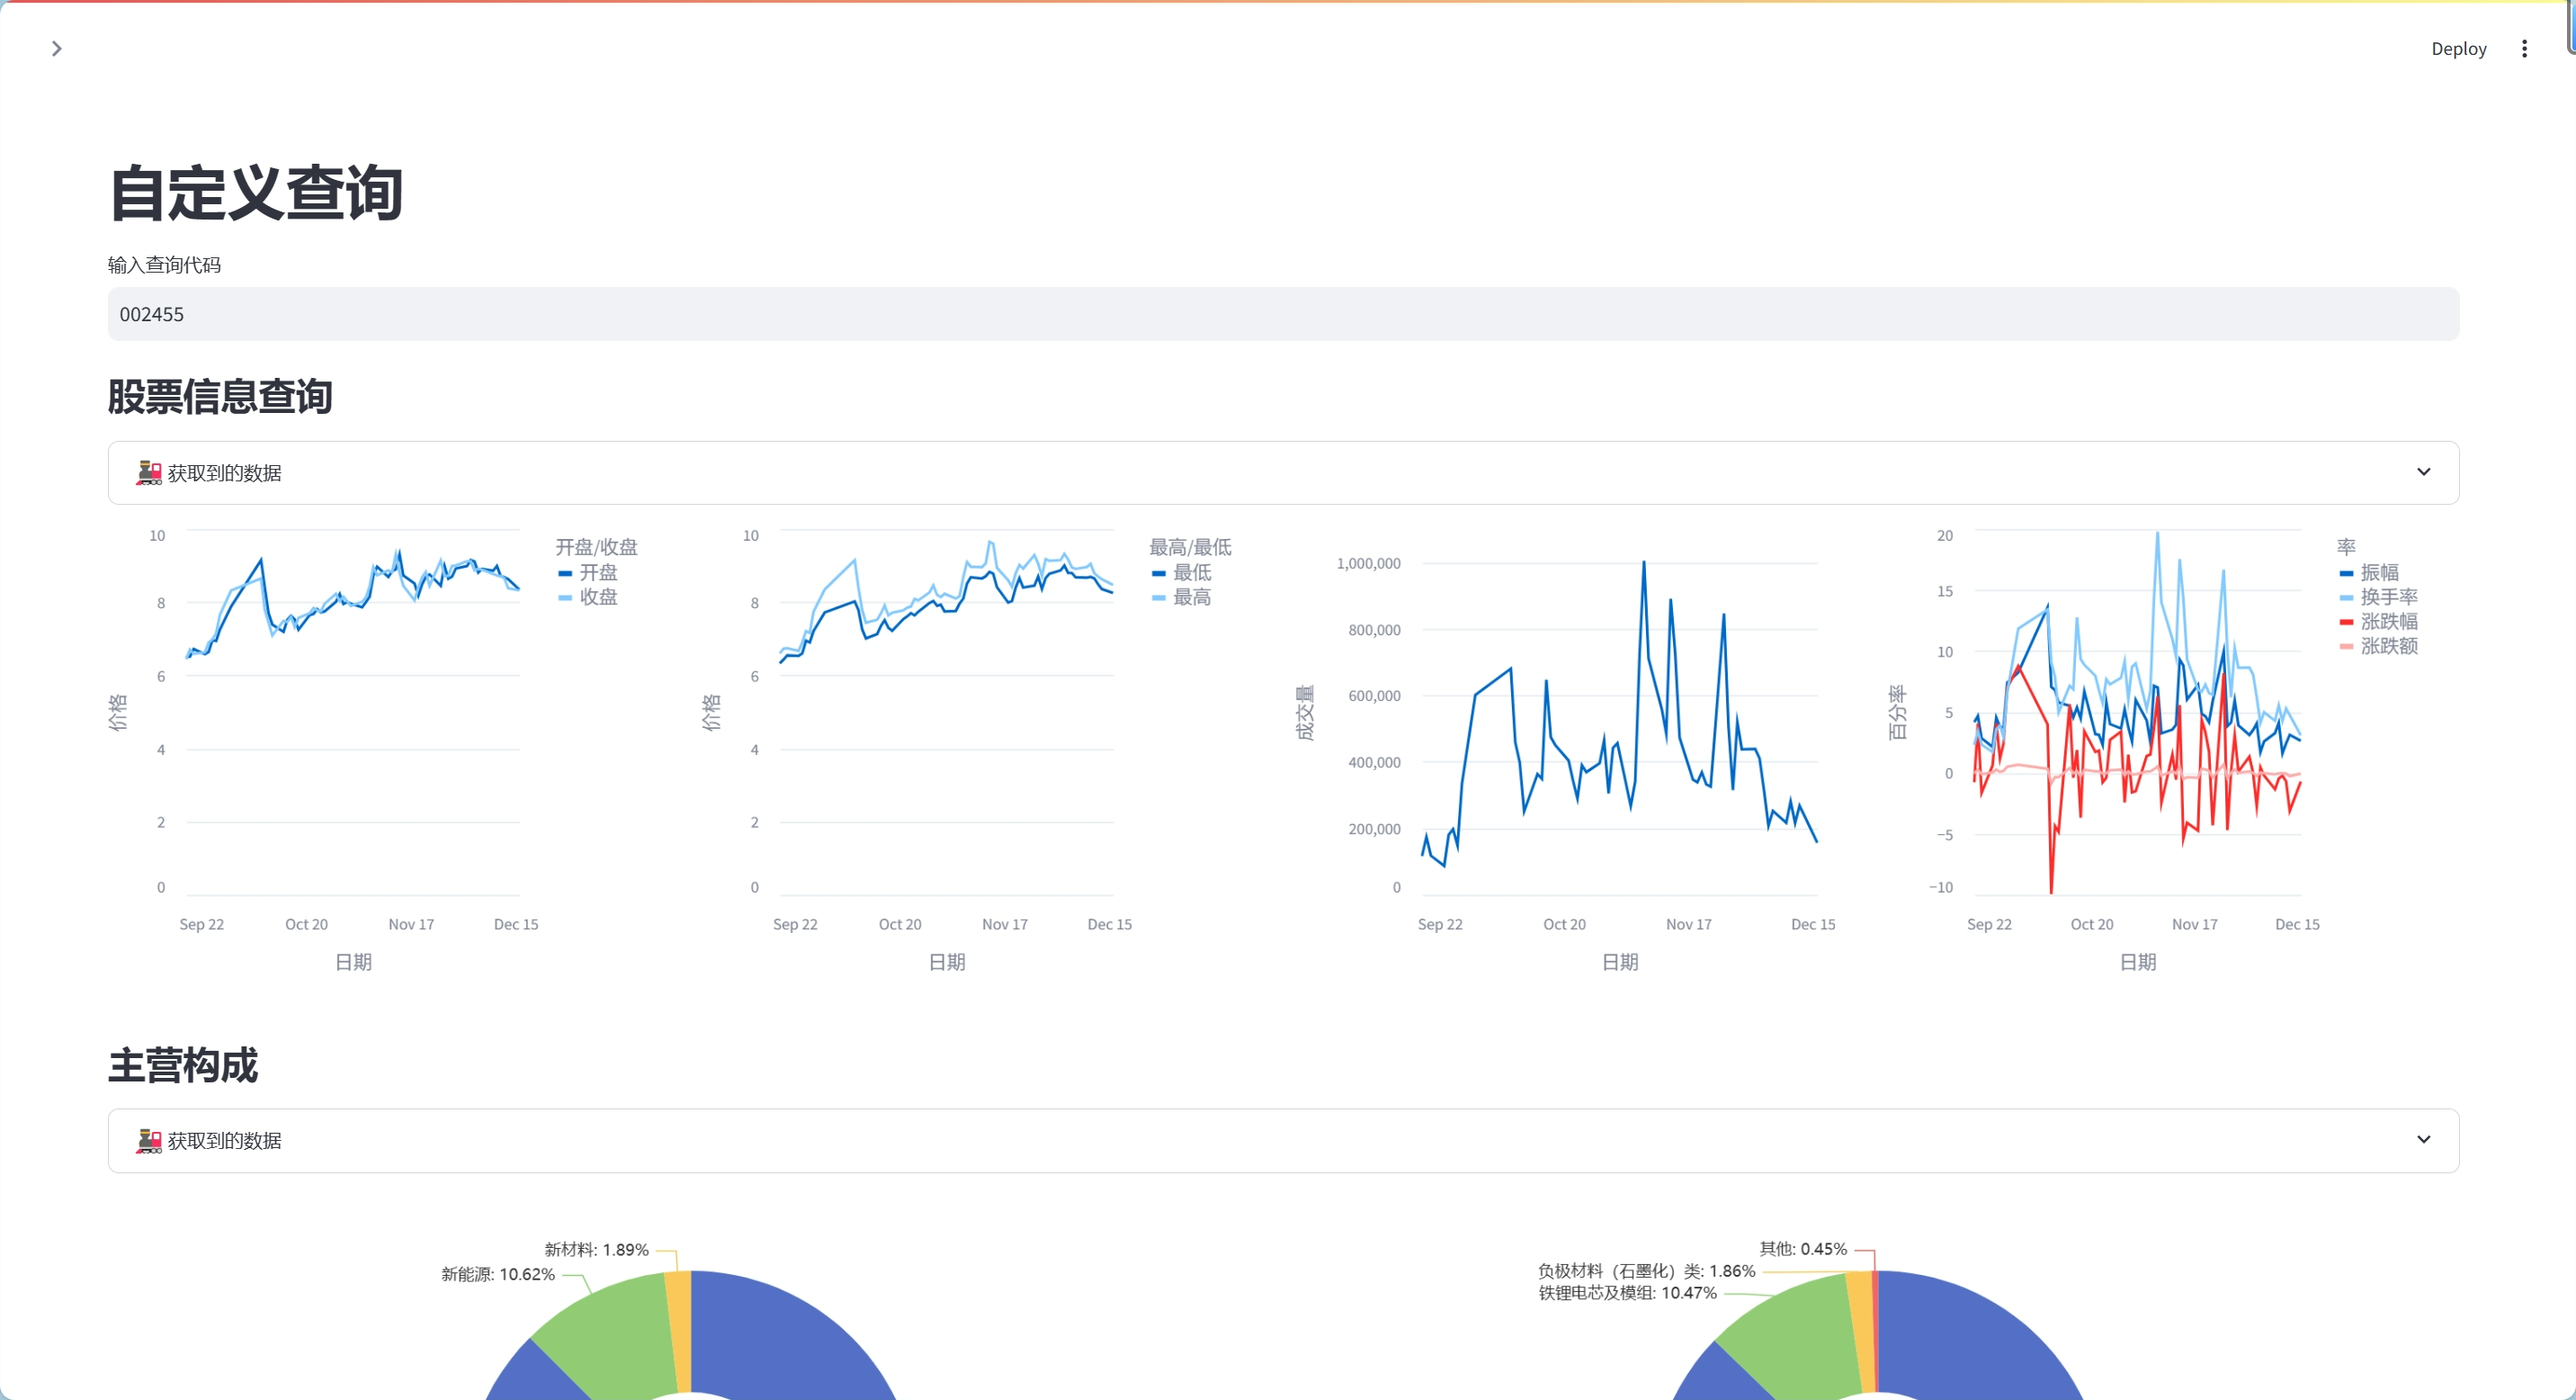 Deploy
自定义查询
输入查询代码
002455
股票信息查询
获取到的数据
10
8
6
4
2
0
价格
Sep 22
Oct 20
Nov 17
Dec 15
日期
开盘/收盘
开盘
收盘
10
8
6
4
2
0
价格
Sep 22
Oct 20
Nov 17
Dec 15
日期
最高/最低
最低
最高
1,000,000
800,000
600,000
400,000
200,000
0
成交量
Sep 22
Oct 20
Nov 17
Dec 15
日期
20
15
10
5
0
−5
−10
百分率
Sep 22
Oct 20
Nov 17
Dec 15
日期
率
振幅
换手率
涨跌幅
涨跌额
主营构成
获取到的数据
新材料: 1.89%
新能源: 10.62%
其他: 0.45%
负极材料（石墨化）类: 1.86%
铁锂电芯及模组: 10.47%